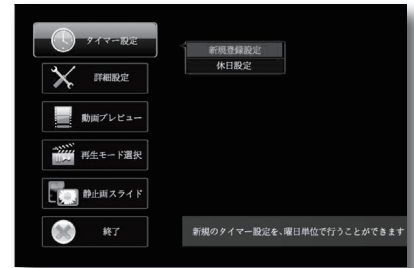 タイマー設定
新規登録設定
休日設定
詳細設定
動画プレビュー
再生モード選択
静止画スライド
終了
新規のタイマー設定を、曜日単位で行うことができます